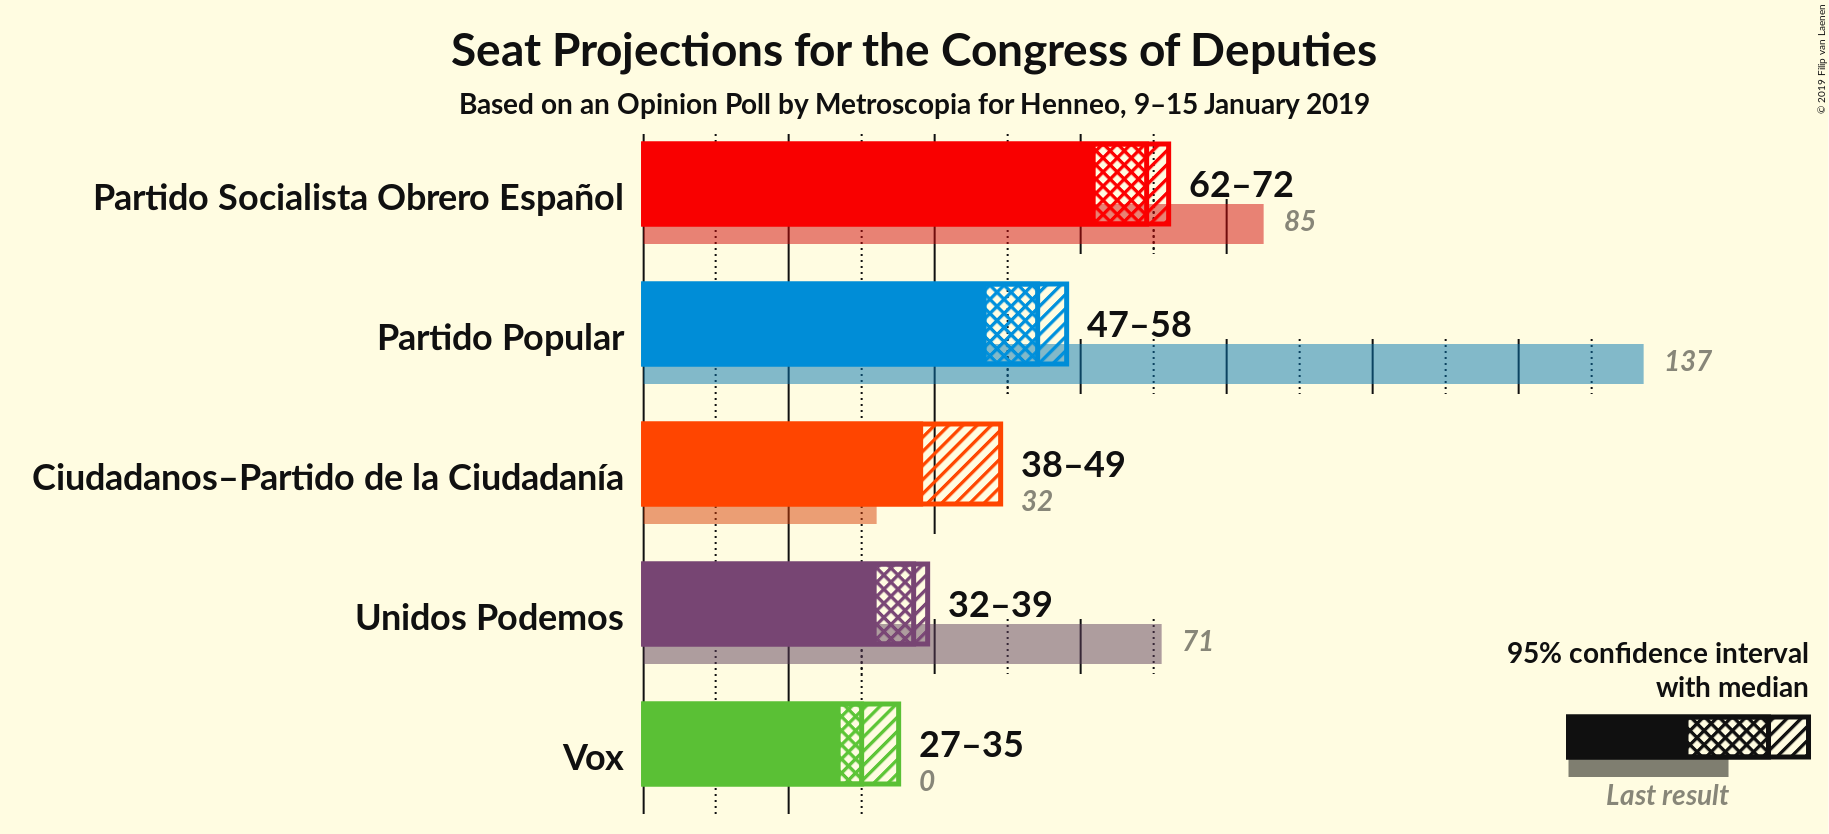 Seat Projections for the Congress of Deputies
Based on an Opinion Poll by Metroscopia for Henneo, 9–15 January 2019
© 2019 Filip van Laenen
Partido Socialista Obrero Español
62–72
85
Partido Popular
47–58
137
Ciudadanos–Partido de la Ciudadanía
38–49
32
Unidos Podemos
32–39
71
Vox
27–35
0
95% confidence interval
with median
Last result